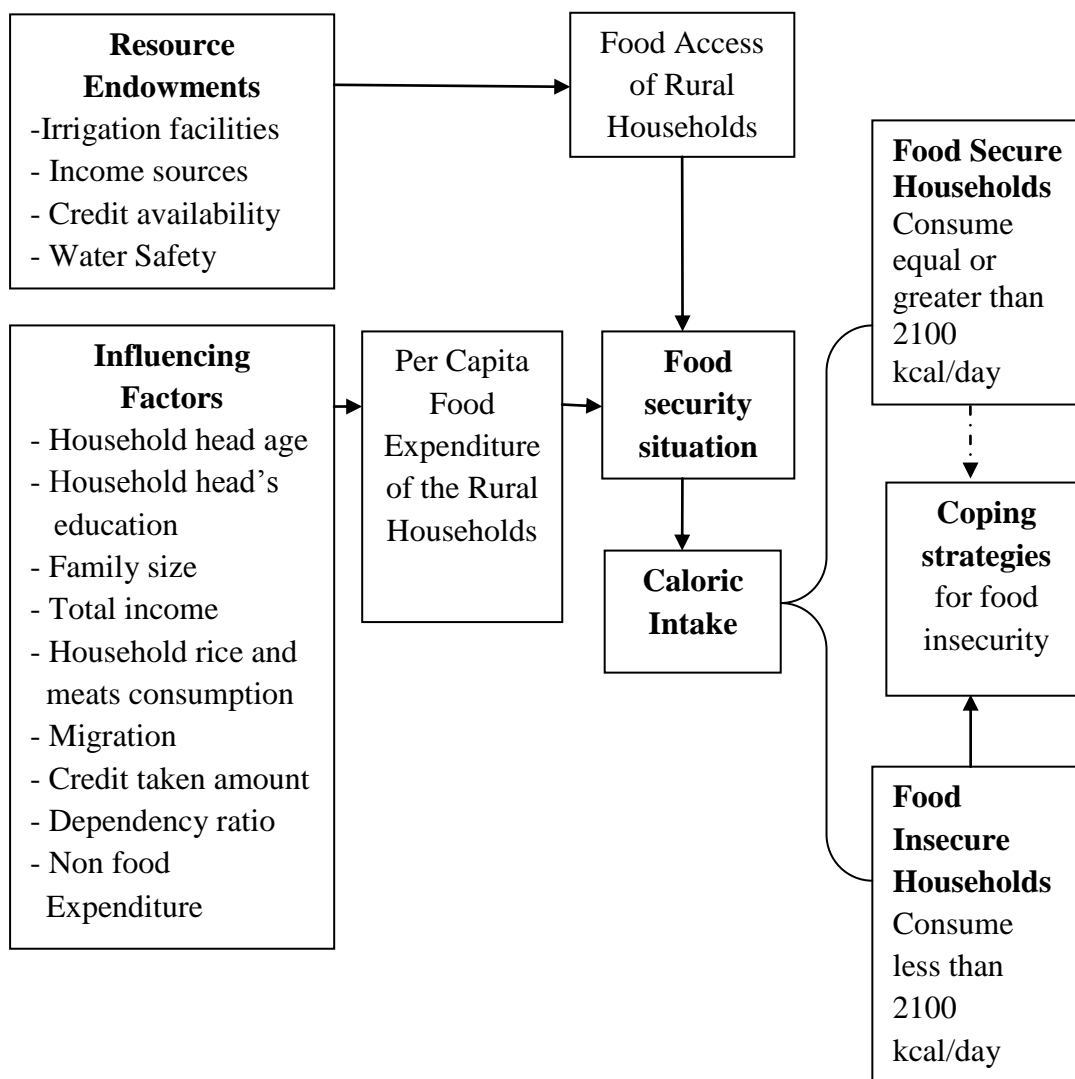 Resource
Endowments
-Irrigation facilities
- Income sources
- Credit availability
- Water Safety
Food Access
of Rural
Households
Influencing
Factors
- Household head age
- Household head’s
education
- Family size
- Total income
- Household rice and
meats consumption
- Migration
- Credit taken amount
- Dependency ratio
- Non food
Expenditure
Per Capita
Food
Expenditure
of the Rural
Households
Food
security
situation
Caloric
Intake
Food Secure
Households
Consume
equal or
greater than
2100
kcal/day
Coping
strategies
for food
insecurity
Food
Insecure
Households
Consume
less than
2100
kcal/day